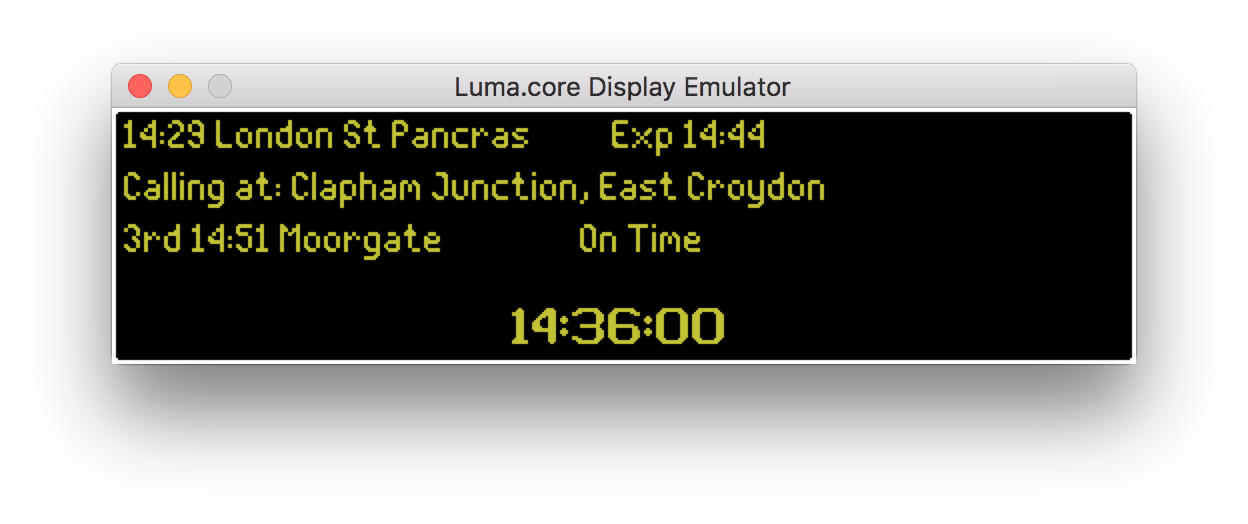 Luma.core Display Emulator
14:29 London St Pancras Exp 14:44
Calling at: Clapham Junction, East Croydon
3rd 14:51 Moorgate On Time
14:36:00